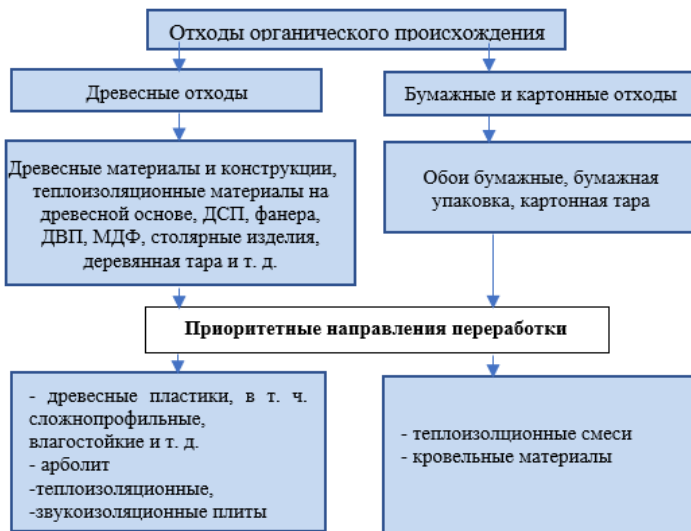 Отходы органического происхождения
Древесные отходы
Бумажные и картонные отходы
Древесные материалы и конструкции,
теплоизоляционные материалы на
древесной основе, ДСП, фанера,
ДВП, МДФ, столярные изделия,
деревянная тара и т. д.
Обои бумажные, бумажная
упаковка, картонная тара
Приоритетные направления переработки
- древесные пластики, в т. ч.
сложнопрофильные,
влагостойкие и т. д.
- арболит
-теплоизоляционные,
-звукоизоляционные плиты
- теплоизолционные смеси
- кровельные материалы